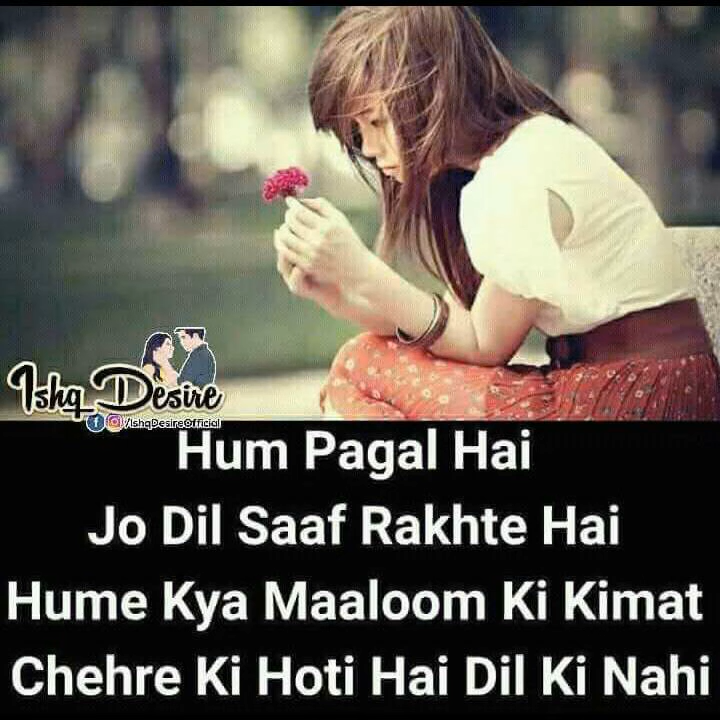 Ishq Desire
/IshqDesireOfficial
Hum Pagal Hai
Jo Dil Saaf Rakhte Hai
Hume Kya Maaloom Ki Kimat
Chehre Ki Hoti Hai Dil Ki Nahi